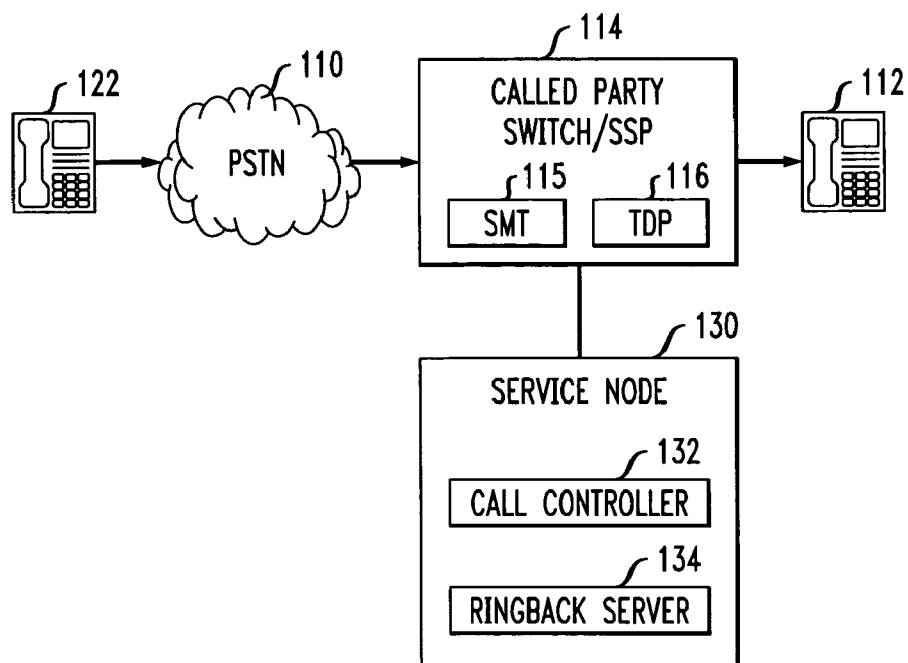 114
110
122
112
CALLED PARTY
SWITCH/SSP
PSTN
115
116
SMT
TDP
130
SERVICE NODE
132
CALL CONTROLLER
134
RINGBACK SERVER